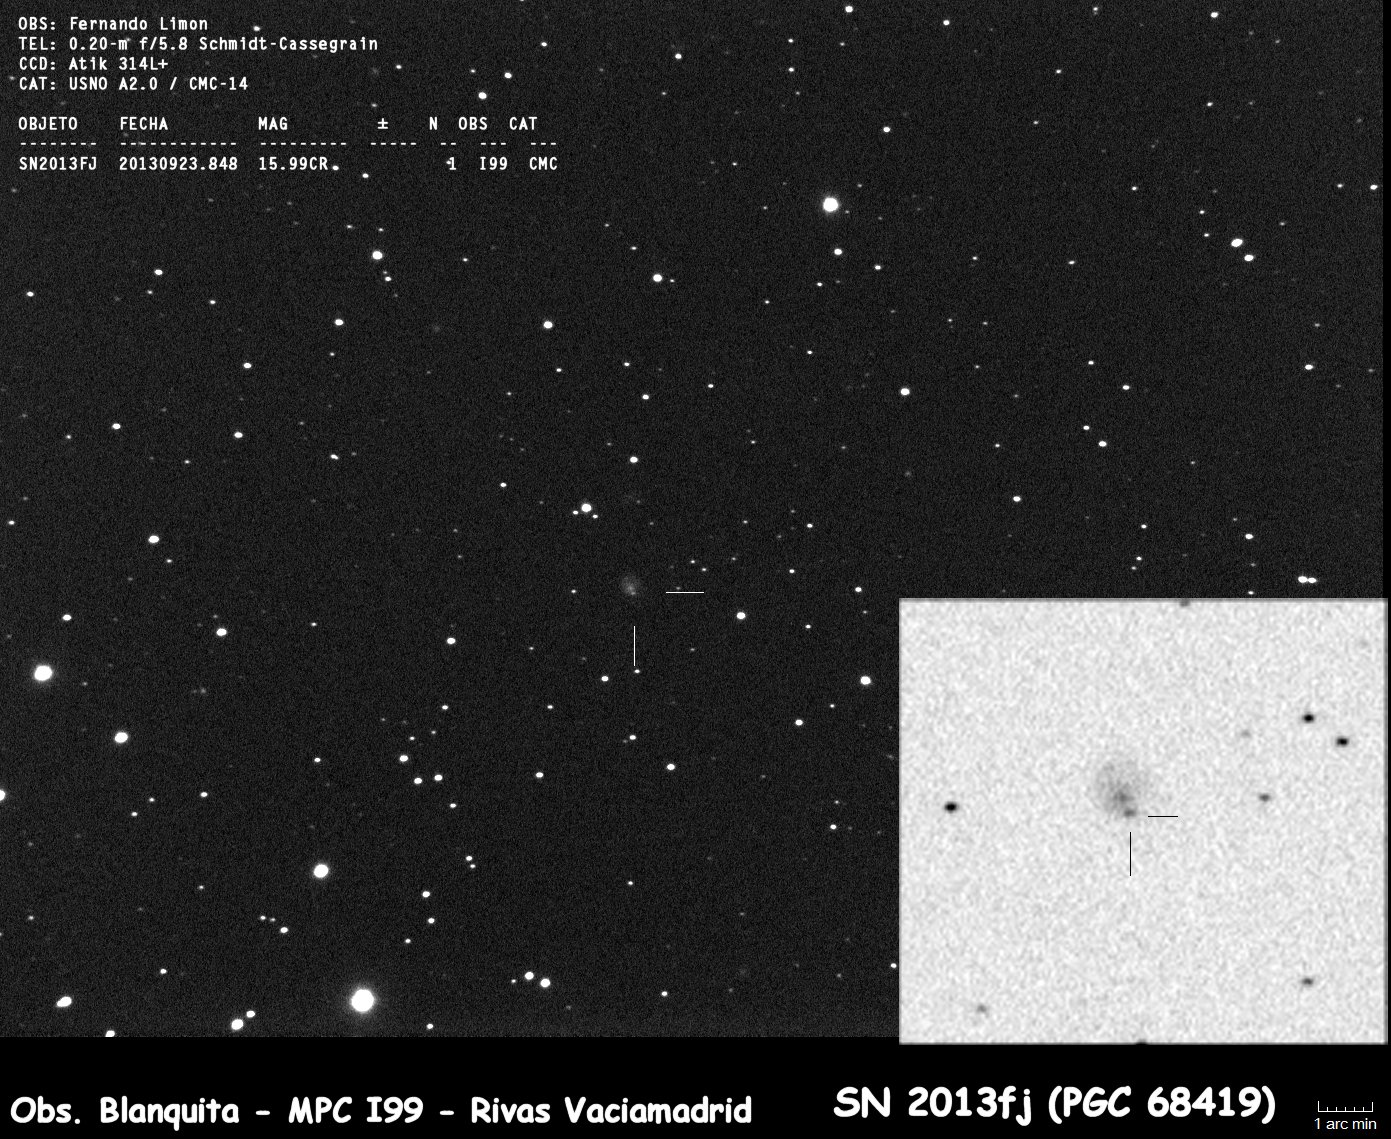 OBS: Fernando Limon
TEL: 0.20-m f/5.8 Schmidt-Cassegrain
CCD: Atik 314L+
CAT: USNO A2.0 / CMC-14
OBJETO FECHA MAG ± N OBS CAT
-------- ------------ --------- ----- -- --- ---
SN2013FJ 20130923.848 15.99CR 1 I99 CMC
Obs. Blanquita - MPC I99 - Rivas Vaciamadrid
SN 2013fj (PGC 68419)
1 arc min